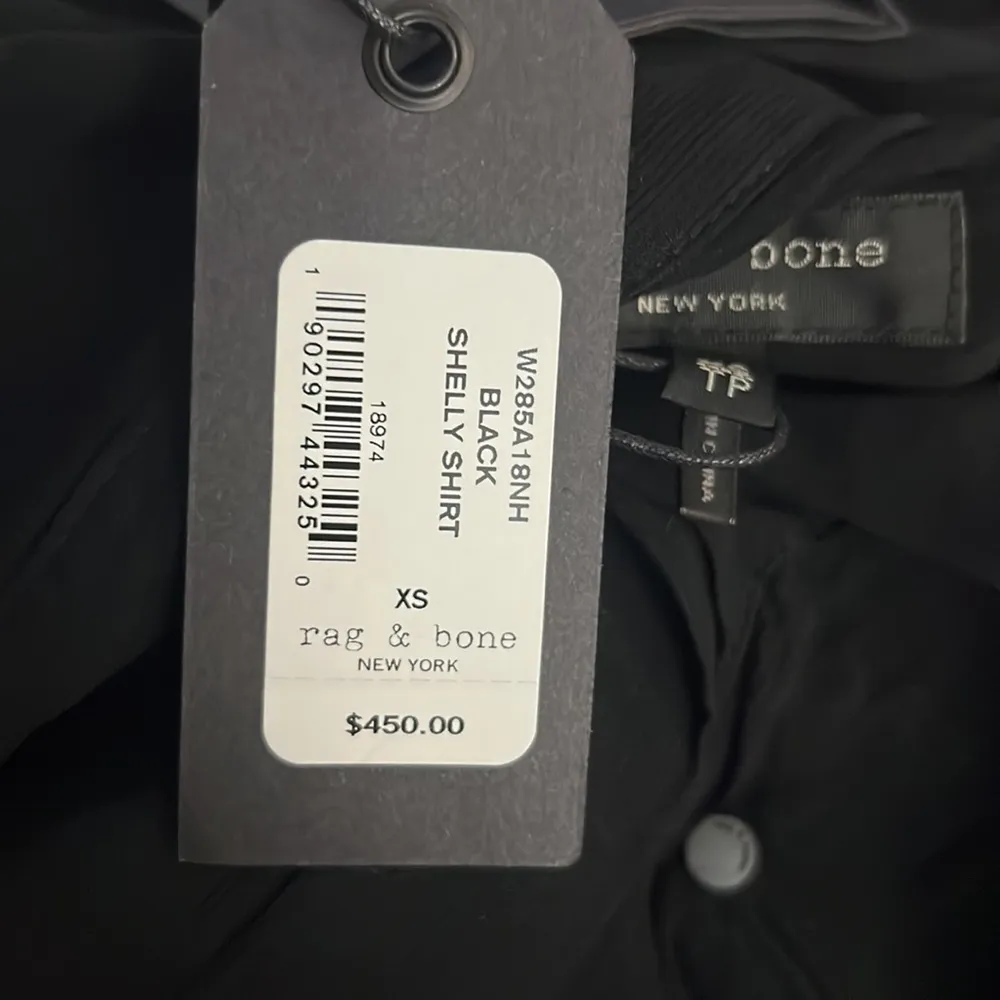 W285A18NH
BLACK
SHELLY SHIRT
18974
1 90297 44325 0
XS
rag & bone
NEW YORK
$450.00
bone
NEW YORK
TP